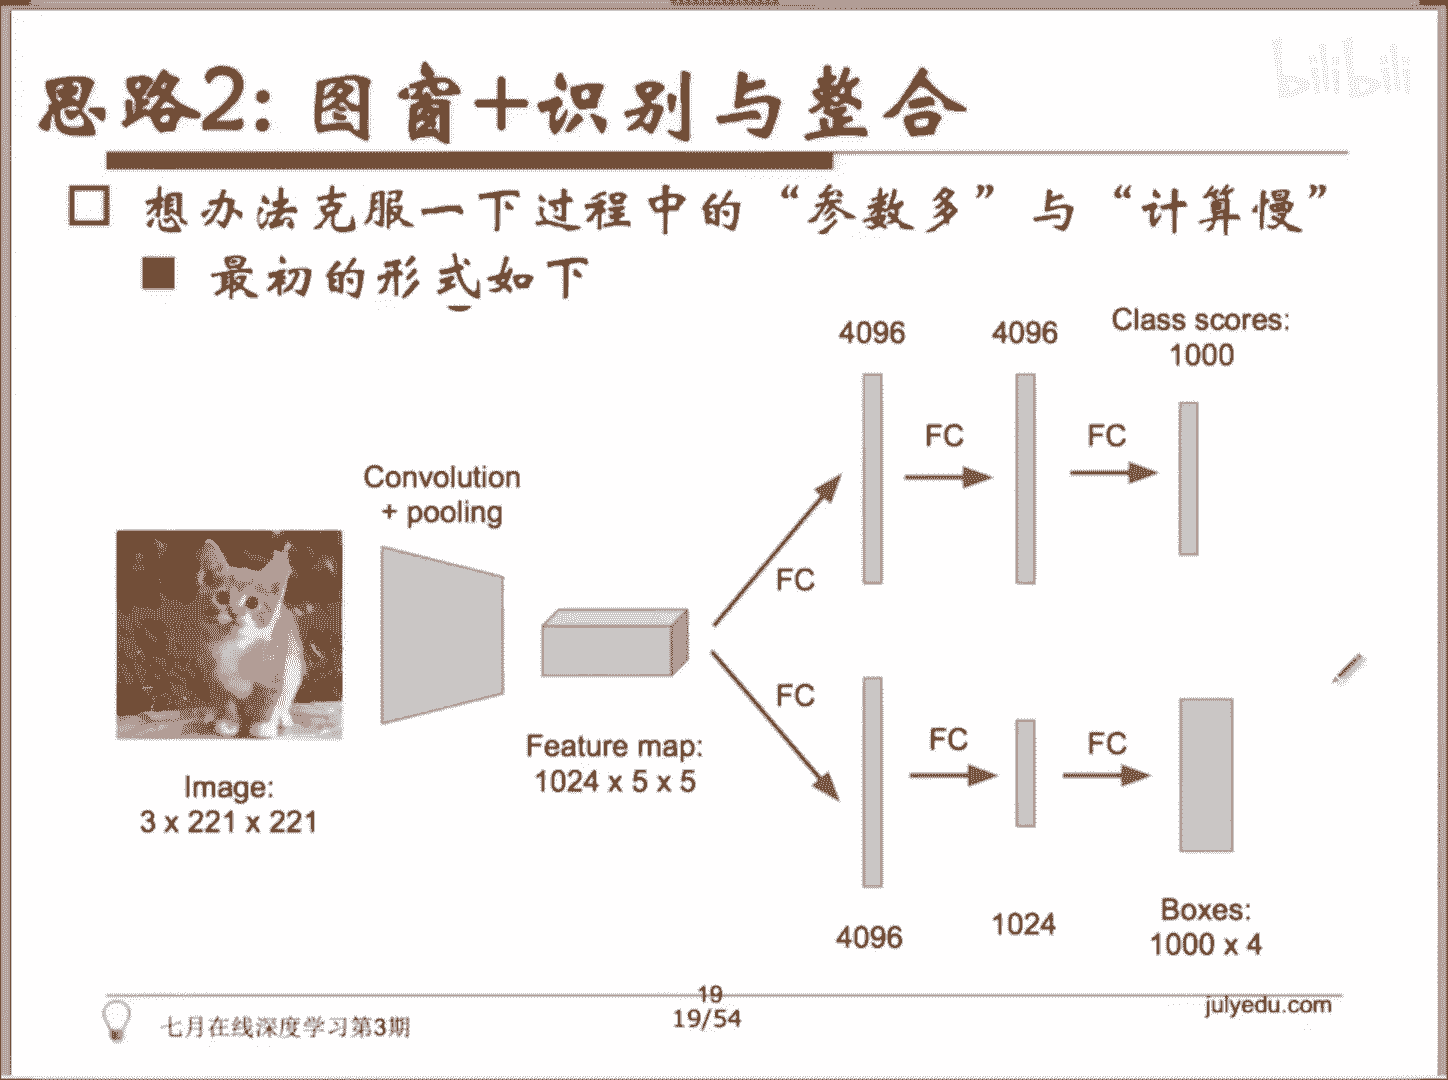 bilibili
思路2: 图窗+识别与整合
想办法克服一下过程中的“参数多”与“计算慢”
最初的形式如下
4096
4096
Class scores:
1000
FC
FC
Convolution
+ pooling
FC
FC
Feature map:
1024 x 5 x 5
Image:
3 x 221 x 221
FC
FC
4096
1024
Boxes:
1000 x 4
19
19/54
七月在线深度学习第3期
julyedu.com